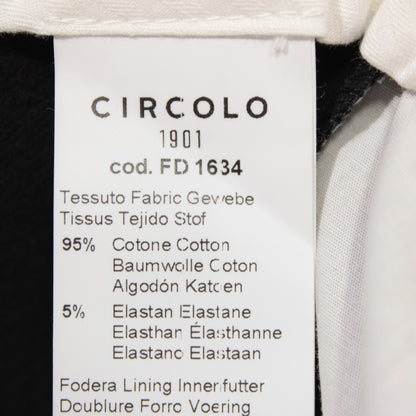 CIRCOLO
1901
cod. FD 1634
Tessuto Fabric Gewebe
Tissus Tejido Stof
95% Cotone Cotton
Baumwolle Coton
Algodón Katoen
5% Elastan Elastane
Elasthan Élasthanne
Elastano Elastaan
Fodera Lining Innenfutter
Doublure Forro Voering